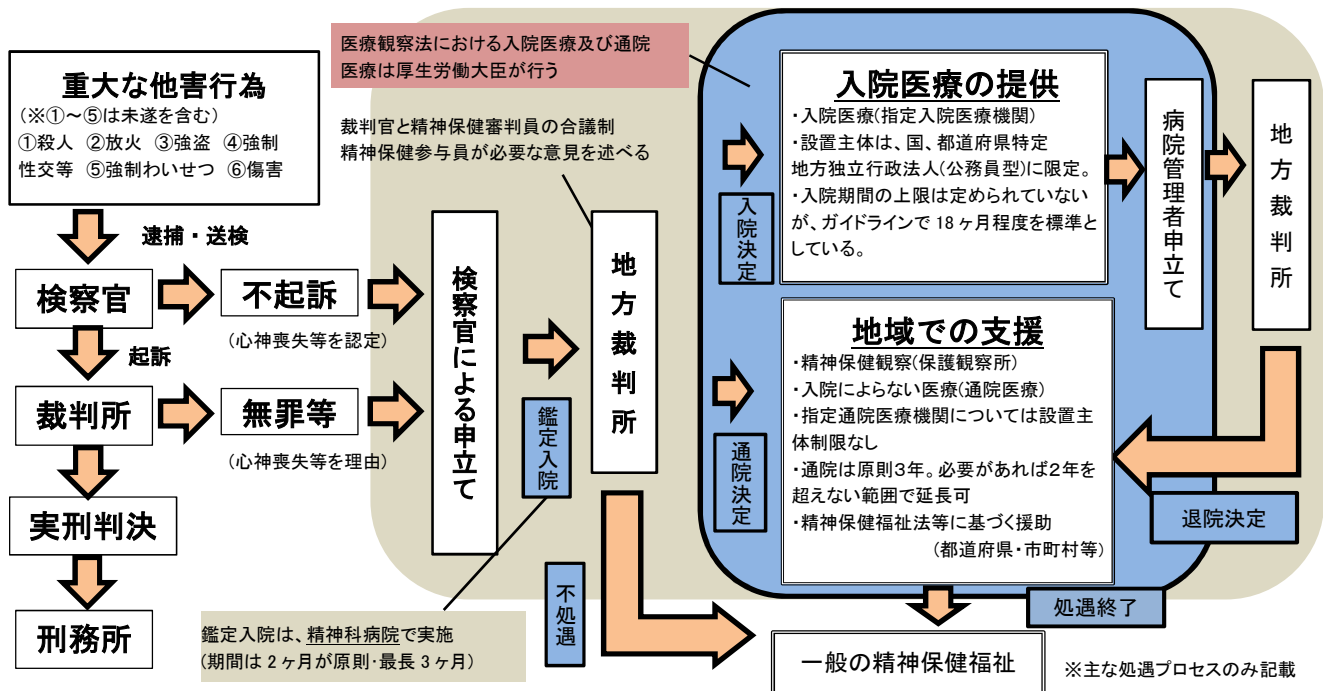 重大な他害行為
(※①～⑤は未遂を含む)
①殺人 ②放火 ③強盗 ④強制
性交等 ⑤強制わいせつ ⑥傷害
逮捕・送検
検察官
不起訴
(心神喪失等を認定)
起訴
裁判所
無罪等
(心神喪失等を理由)
実刑判決
刑務所
検察官による申立て
鑑定入院
鑑定入院は、精神科病院で実施
(期間は 2 ヶ月が原則・最長 3 ヶ月)
裁判官と精神保健審判員の合議制
精神保健参与員が必要な意見を述べる
地方裁判所
不処遇
医療観察法における入院医療及び通院
医療は厚生労働大臣が行う
入院決定
入院医療の提供
・入院医療(指定入院医療機関)
・設置主体は、国、都道府県特定
地方独立行政法人(公務員型)に限定。
・入院期間の上限は定められていない
が、ガイドラインで 18 ヶ月程度を標準と
している。
通院決定
地域での支援
・精神保健観察(保護観察所)
・入院によらない医療(通院医療)
・指定通院医療機関については設置主
体制限なし
・通院は原則3年。必要があれば2年を
超えない範囲で延長可
・精神保健福祉法等に基づく援助
(都道府県・市町村等)
病院管理者申立て
地方裁判所
退院決定
処遇終了
一般の精神保健福祉
※主な処遇プロセスのみ記載